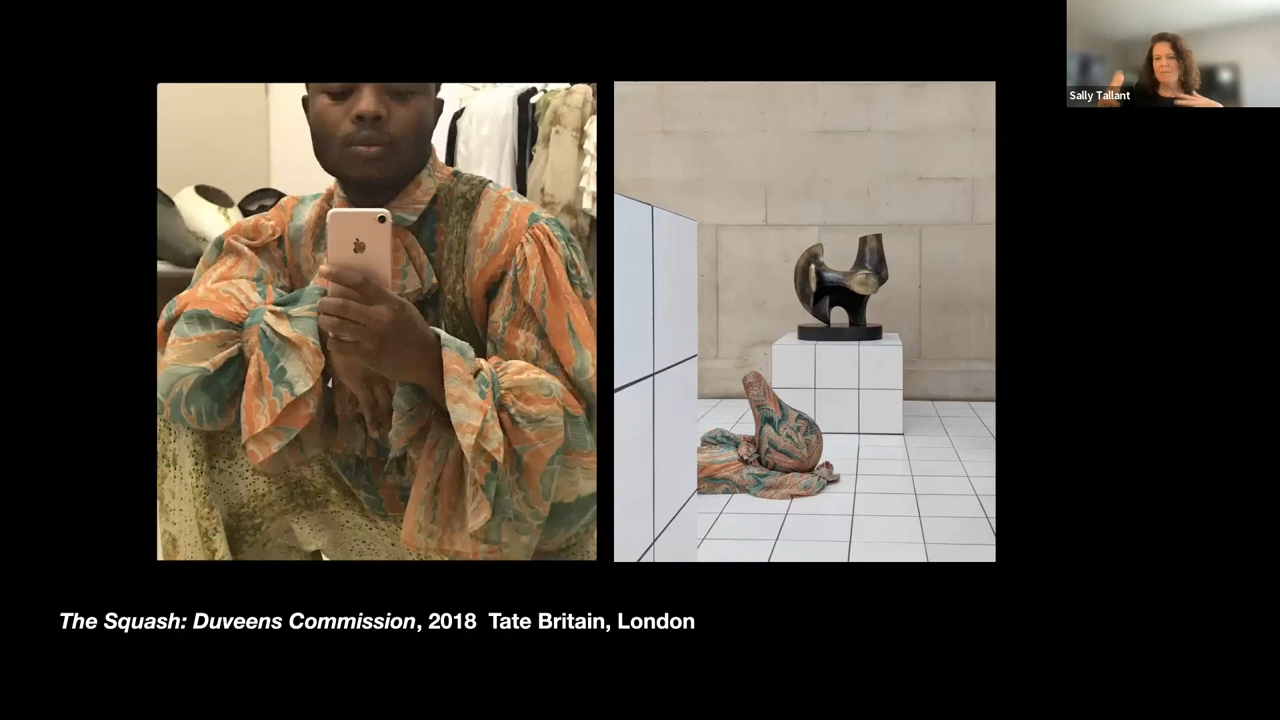 Sally Tallant
The Squash: Duveens Commission, 2018  Tate Britain, London